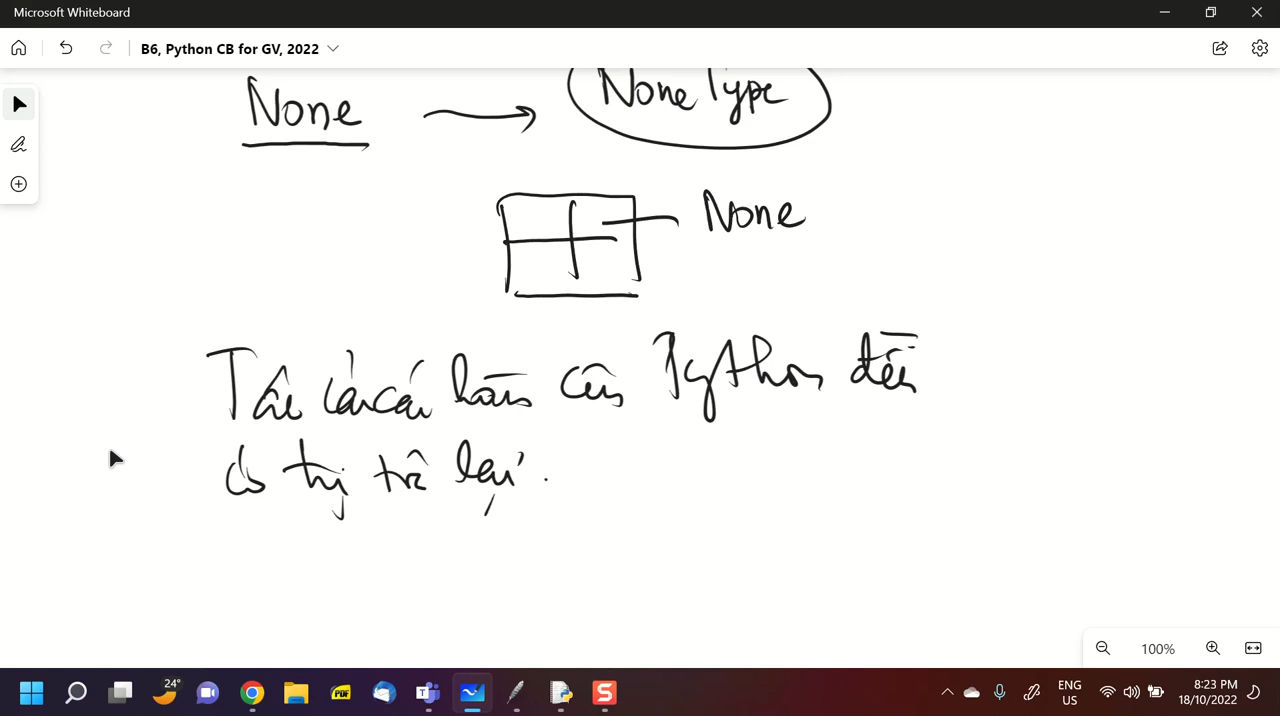 Microsoft Whiteboard
B6, Python CB for GV, 2022
None NoneType
None
Tất cả các hàm của Python đều
có trị trả lại.
100%
24°
PDF
S
ENG
US
8:23 PM
18/10/2022